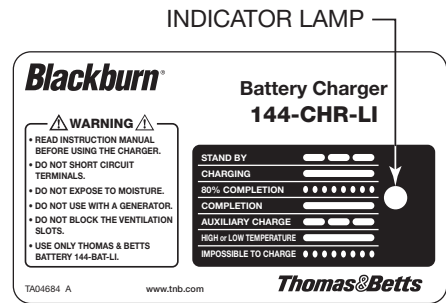 INDICATOR LAMP
Blackburn®
Battery Charger
144-CHR-LI
⚠ WARNING ⚠
• READ INSTRUCTION MANUAL
BEFORE USING THE CHARGER.
• DO NOT SHORT CIRCUIT
TERMINALS.
• DO NOT EXPOSE TO MOISTURE.
• DO NOT USE WITH A GENERATOR.
• DO NOT BLOCK THE VENTILATION
SLOTS.
• USE ONLY THOMAS & BETTS
BATTERY 144-BAT-LI.
STAND BY
CHARGING
80% COMPLETION
COMPLETION
AUXILIARY CHARGE
HIGH or LOW TEMPERATURE
IMPOSSIBLE TO CHARGE
TA04684 A
www.tnb.com
Thomas&Betts